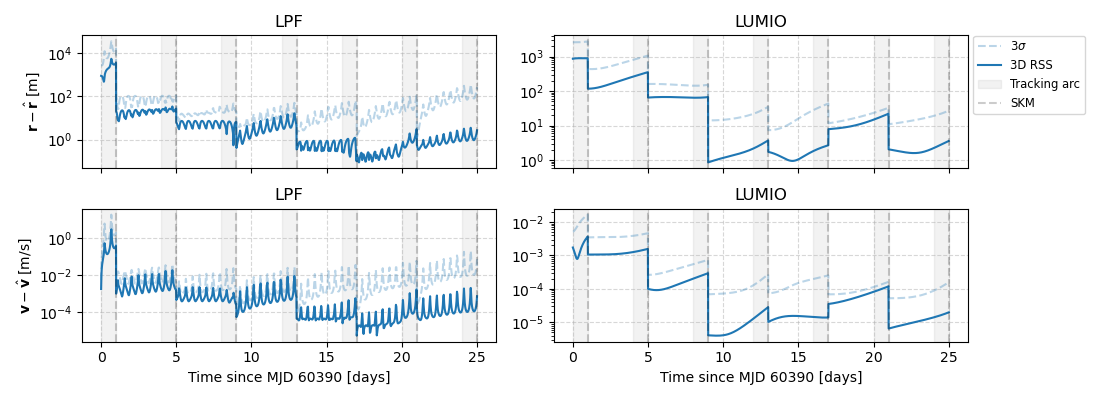 LPF
LUMIO
r − r̂ [m]
10⁴
10²
10⁰
10³
10²
10¹
10⁰
3σ
3D RSS
Tracking arc
SKM
LPF
LUMIO
v − v̂ [m/s]
10⁰
10⁻²
10⁻⁴
10⁻²
10⁻³
10⁻⁴
10⁻⁵
0 5 10 15 20 25
0 5 10 15 20 25
Time since MJD 60390 [days]
Time since MJD 60390 [days]